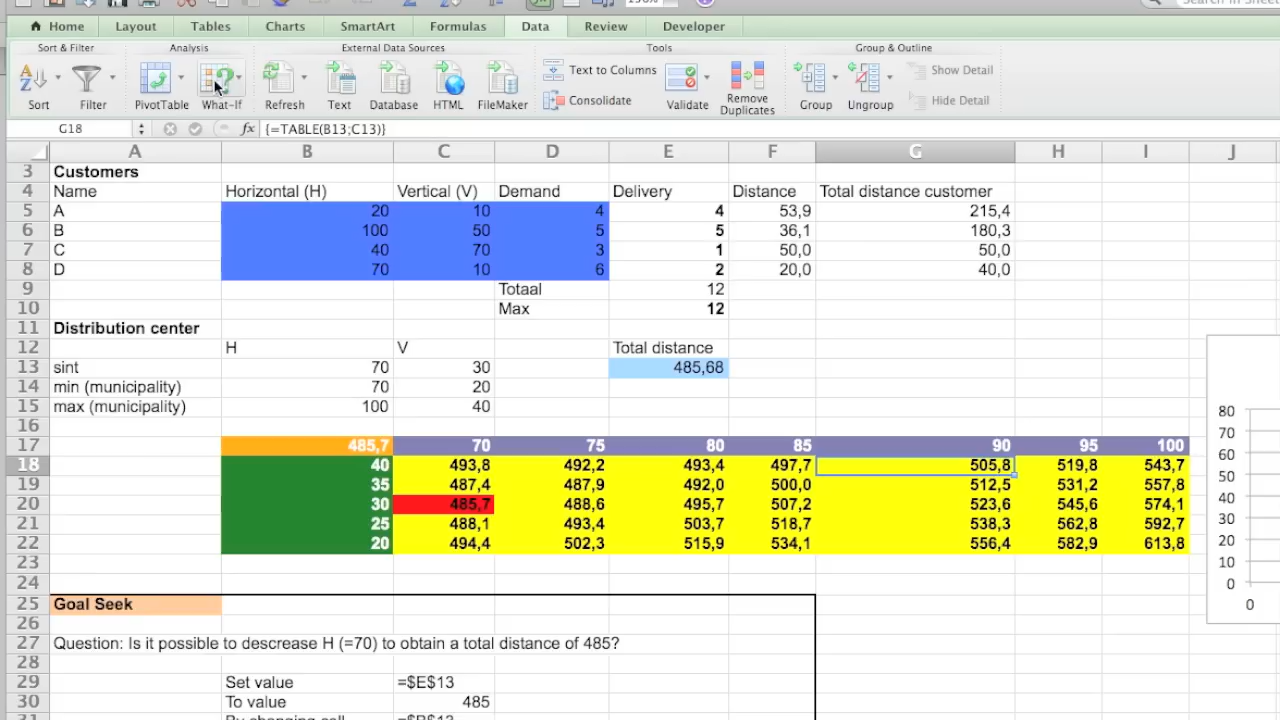 Search in Sheet
Home Layout Tables Charts SmartArt Formulas Data Review Developer
Sort & Filter Analysis External Data Sources Tools Group & Outline
Sort Filter PivotTable What-If Refresh Text Database HTML FileMaker Text to Columns Consolidate Validate Remove Duplicates Group Ungroup Show Detail Hide Detail
G18 fx {=TABLE(B13;C13)}
A B C D E F G H I J
3 Customers
4 Name Horizontal (H) Vertical (V) Demand Delivery Distance Total distance customer
5 A 20 10 4 4 53,9 215,4
6 B 100 50 5 5 36,1 180,3
7 C 40 70 3 1 50,0 50,0
8 D 70 10 6 2 20,0 40,0
9 Totaal 12
10 Max 12
11 Distribution center
12 H V Total distance
13 sint 70 30 485,68
14 min (municipality) 70 20
15 max (municipality) 100 40
16
17 485,7 70 75 80 85 90 95 100
18 40 493,8 492,2 493,4 497,7 505,8 519,8 543,7
19 35 487,4 487,9 492,0 500,0 512,5 531,2 557,8
20 30 485,7 488,6 495,7 507,2 523,6 545,6 574,1
21 25 488,1 493,4 503,7 518,7 538,3 562,8 592,7
22 20 494,4 502,3 515,9 534,1 556,4 582,9 613,8
23
24
25 Goal Seek
26
27 Question: Is it possible to descrease H (=70) to obtain a total distance of 485?
28
29 Set value =$E$13
30 To value 485
31 By changing cell =$B$13
80
70
60
50
40
30
20
10
0
0